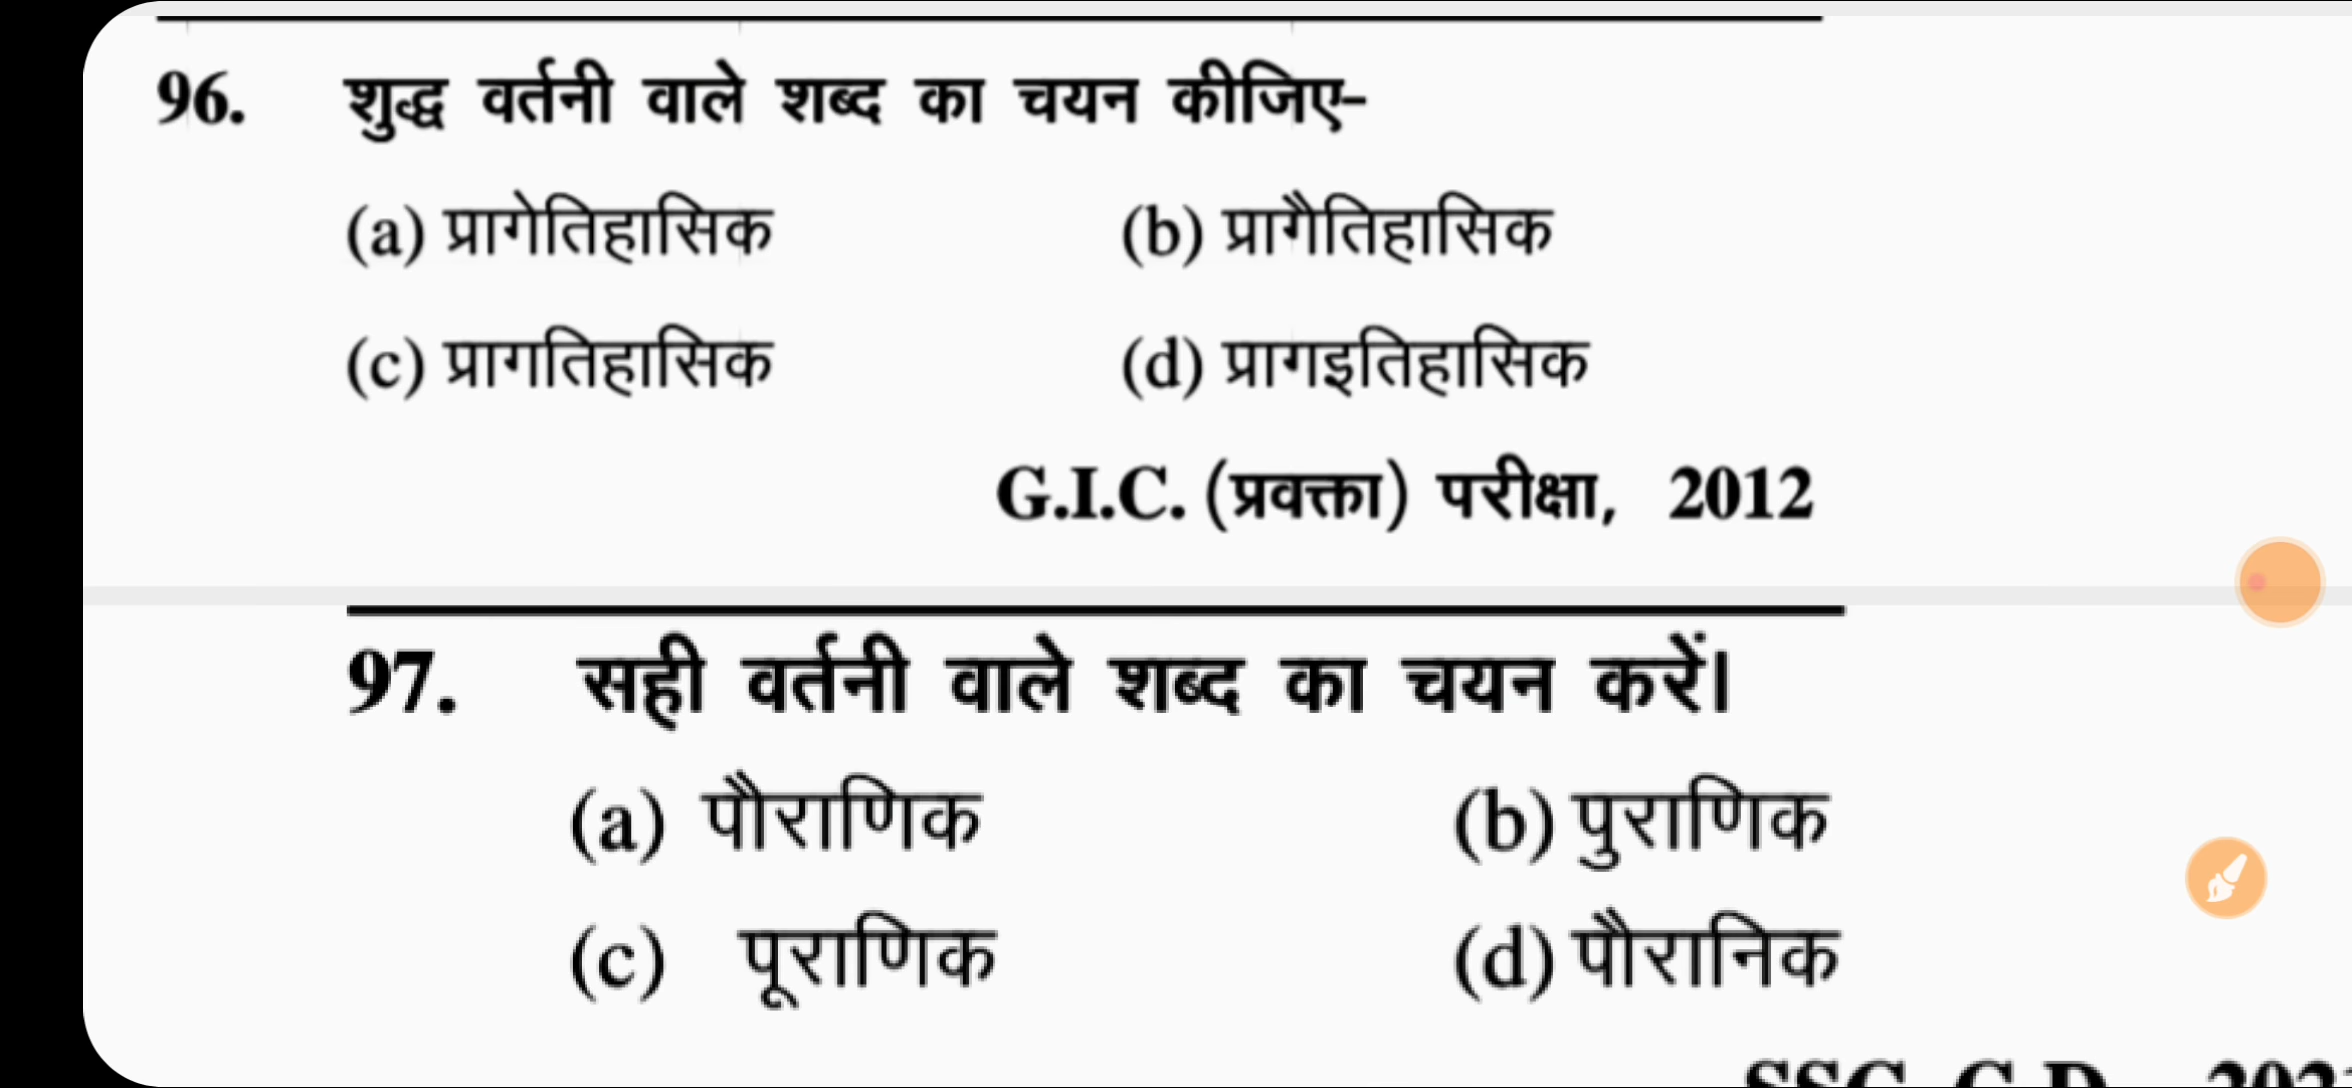 96. शुद्ध वर्तनी वाले शब्द का चयन कीजिए-
(a) प्रागेतिहासिक (b) प्रागैतिहासिक
(c) प्रागतिहासिक (d) प्रागइतिहासिक
G.I.C. (प्रवक्ता) परीक्षा, 2012
97. सही वर्तनी वाले शब्द का चयन करें।
(a) पौराणिक (b) पुराणिक
(c) पूराणिक (d) पौरानिक